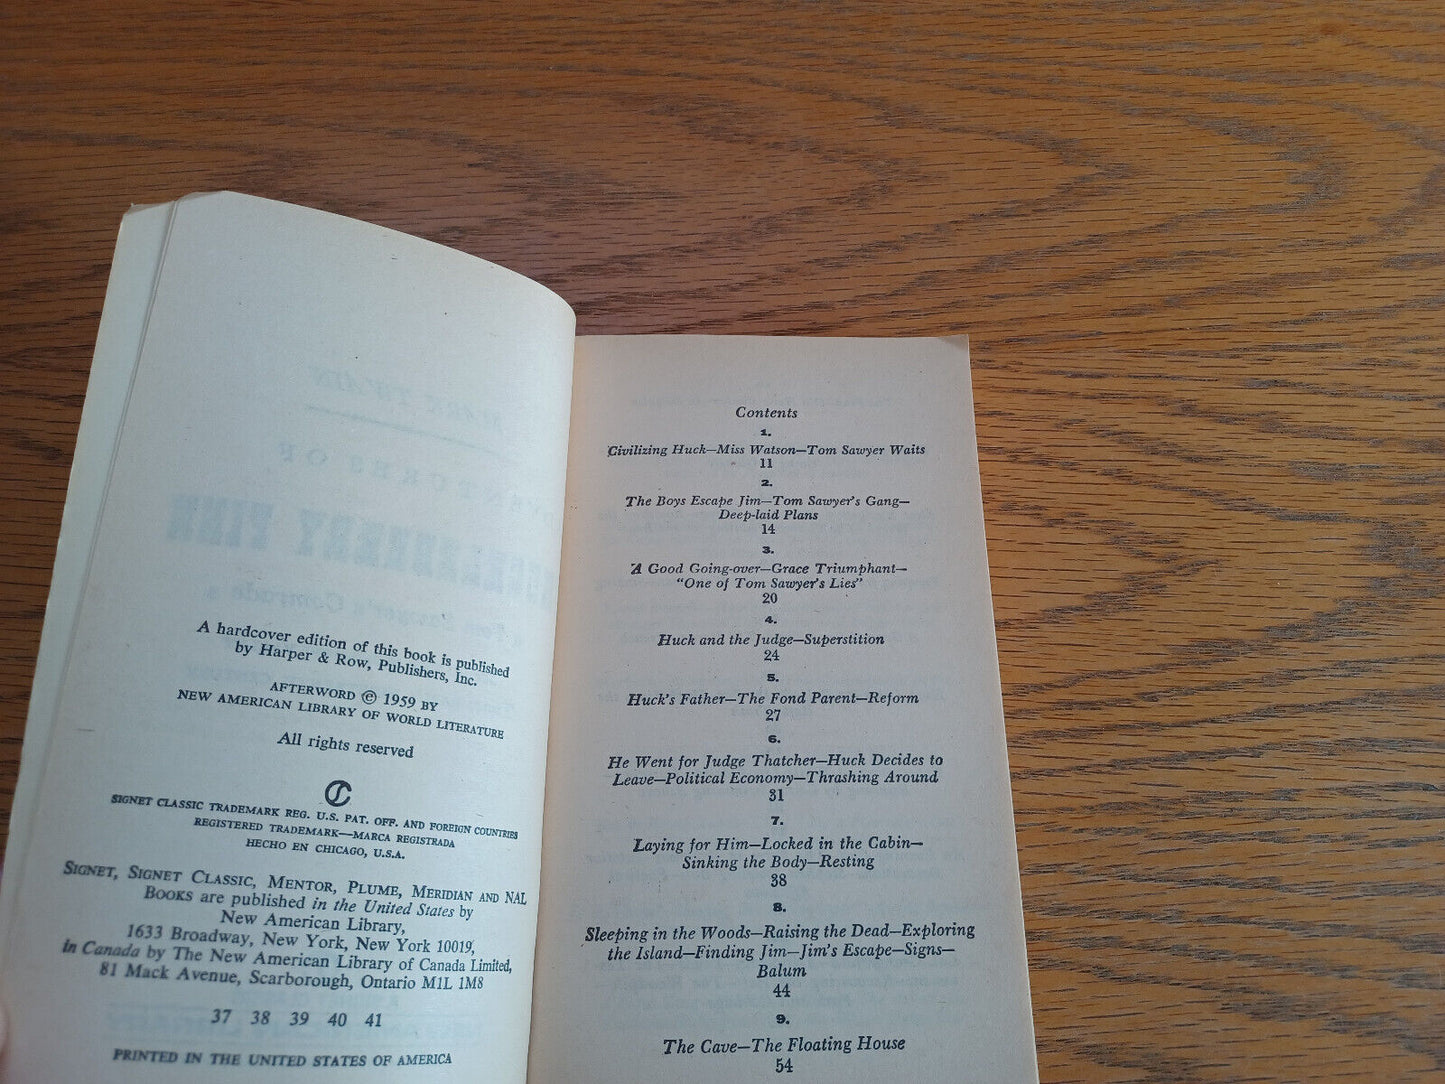 A hardcover edition of this book is published
by Harper & Row, Publishers, Inc.
AFTERWORD © 1959 BY
NEW AMERICAN LIBRARY OF WORLD LITERATURE
All rights reserved
SIGNET CLASSIC TRADEMARK REG. U.S. PAT. OFF. AND FOREIGN COUNTRIES
REGISTERED TRADEMARK—MARCA REGISTRADA
HECHO EN CHICAGO, U.S.A.
SIGNET, SIGNET CLASSIC, MENTOR, PLUME, MERIDIAN AND NAL
BOOKS are published in the United States by
New American Library,
1633 Broadway, New York, New York 10019,
in Canada by The New American Library of Canada Limited,
81 Mack Avenue, Scarborough, Ontario M1L 1M8
37 38 39 40 41
PRINTED IN THE UNITED STATES OF AMERICA
Contents
1.
Civilizing Huck—Miss Watson—Tom Sawyer Waits
11
2.
The Boys Escape Jim—Tom Sawyer's Gang—
Deep-laid Plans
14
3.
A Good Going-over—Grace Triumphant—
"One of Tom Sawyer's Lies"
20
4.
Huck and the Judge—Superstition
24
5.
Huck's Father—The Fond Parent—Reform
27
6.
He Went for Judge Thatcher—Huck Decides to
Leave—Political Economy—Thrashing Around
31
7.
Laying for Him—Locked in the Cabin—
Sinking the Body—Resting
38
8.
Sleeping in the Woods—Raising the Dead—Exploring
the Island—Finding Jim—Jim's Escape—Signs—
Balum
44
9.
The Cave—The Floating House
54